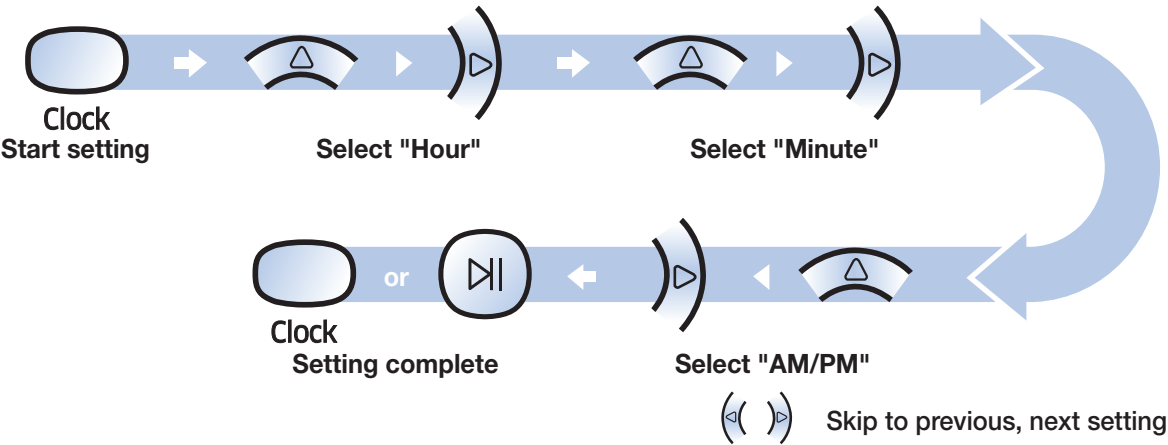 Clock
Start setting
Select "Hour"
Select "Minute"
or
Clock
Setting complete
Select "AM/PM"
Skip to previous, next setting